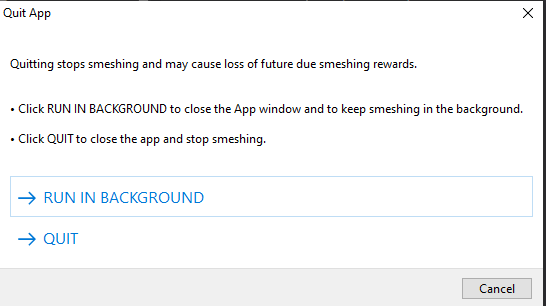 Quit App
Quitting stops smeshing and may cause loss of future due smeshing rewards.
• Click RUN IN BACKGROUND to close the App window and to keep smeshing in the background.
• Click QUIT to close the app and stop smeshing.
→ RUN IN BACKGROUND
→ QUIT
Cancel